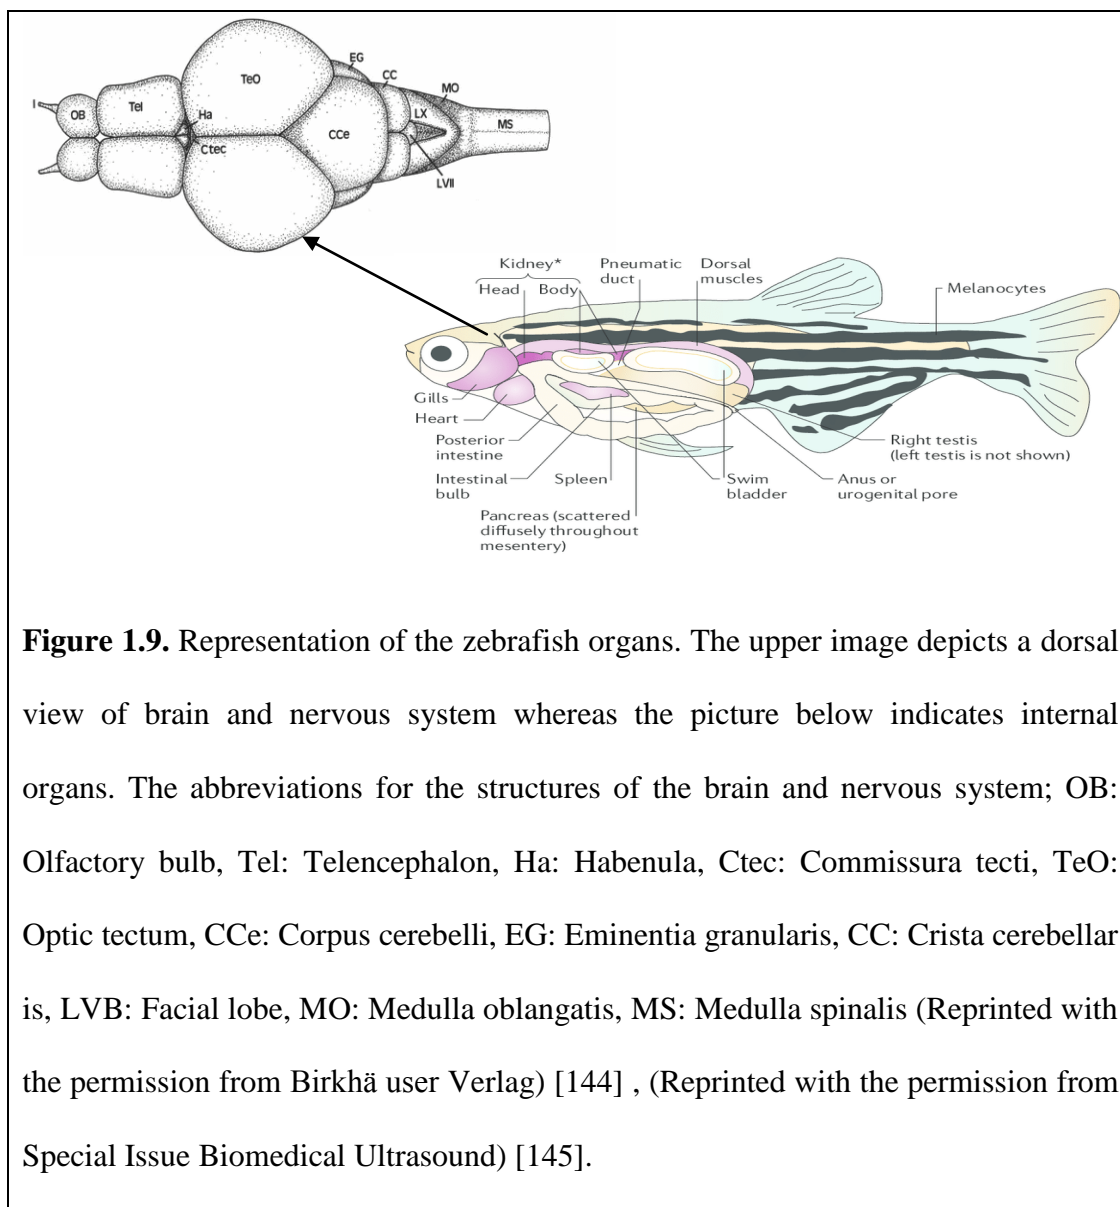 EG
TeO
CC
MO
I
OB
Tel
Ha
LX
CCe
MS
Ctec
LVII
Kidney*
Head
Body
Pneumatic
duct
Dorsal
muscles
Melanocytes
Gills
Heart
Posterior
intestine
Intestinal
bulb
Spleen
Pancreas (scattered
diffusely throughout
mesentery)
Swim
bladder
Anus or
urogenital pore
Right testis
(left testis is not shown)
Figure 1.9. Representation of the zebrafish organs. The upper image depicts a dorsal
view of brain and nervous system whereas the picture below indicates internal
organs. The abbreviations for the structures of the brain and nervous system; OB:
Olfactory bulb, Tel: Telencephalon, Ha: Habenula, Ctec: Commissura tecti, TeO:
Optic tectum, CCe: Corpus cerebelli, EG: Eminentia granularis, CC: Crista cerebellar
is, LVB: Facial lobe, MO: Medulla oblangatis, MS: Medulla spinalis (Reprinted with
the permission from Birkhä user Verlag) [144] , (Reprinted with the permission from
Special Issue Biomedical Ultrasound) [145].